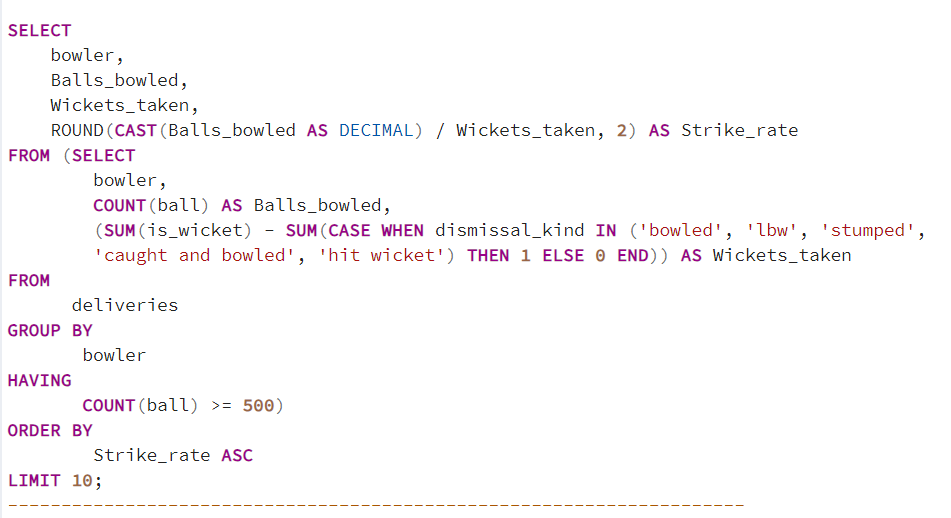 SELECT
bowler,
Balls_bowled,
Wickets_taken,
ROUND(CAST(Balls_bowled AS DECIMAL) / Wickets_taken, 2) AS Strike_rate
FROM (SELECT
bowler,
COUNT(ball) AS Balls_bowled,
(SUM(is_wicket) - SUM(CASE WHEN dismissal_kind IN ('bowled', 'lbw', 'stumped',
'caught and bowled', 'hit wicket') THEN 1 ELSE 0 END)) AS Wickets_taken
FROM
deliveries
GROUP BY
bowler
HAVING
COUNT(ball) >= 500)
ORDER BY
Strike_rate ASC
LIMIT 10;
---------------------------------------------------------------------